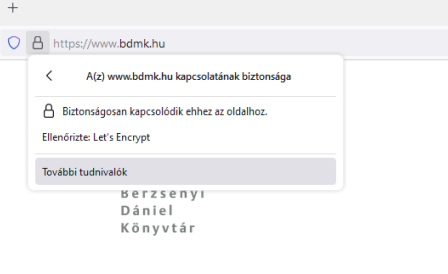 https://www.bdmk.hu
A(z) www.bdmk.hu kapcsolatának biztonsága
Biztonságosan kapcsolódik ehhez az oldalhoz.
Ellenőrizte: Let's Encrypt
További tudnivalók
Berzsenyi
Dániel
Könyvtár